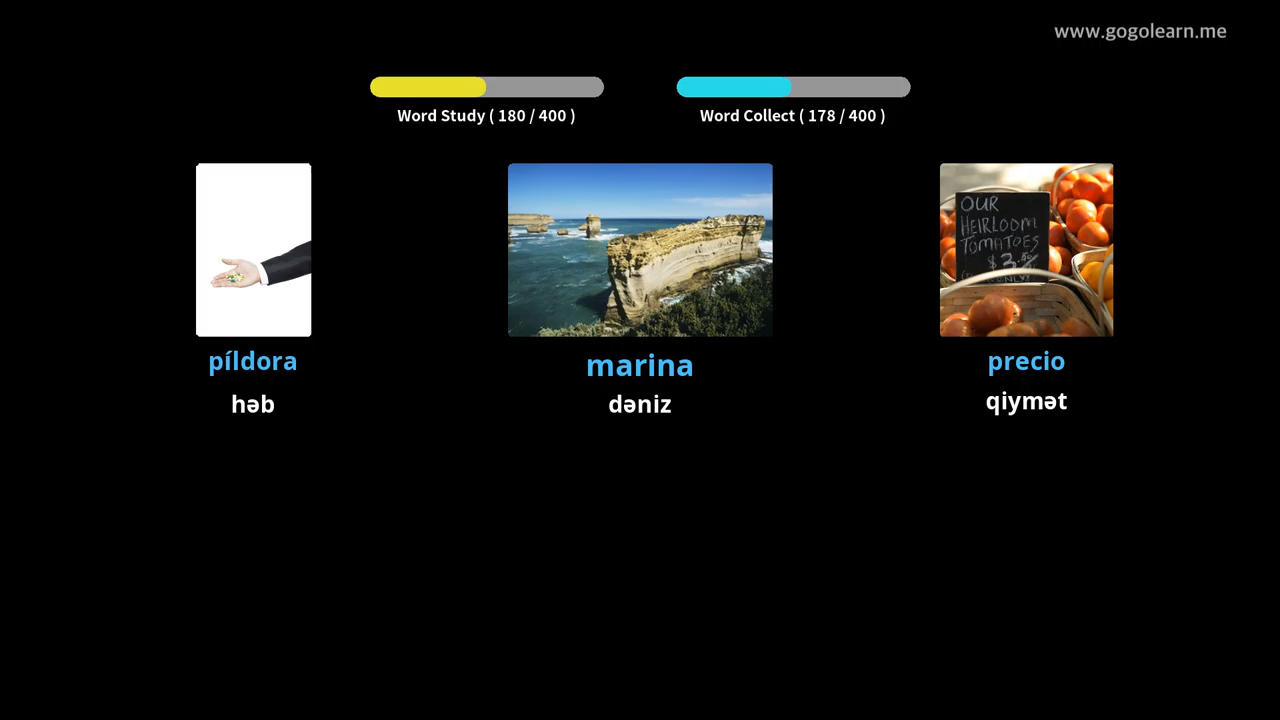 www.gogolearn.me
Word Study ( 180 / 400 )
Word Collect ( 178 / 400 )
OUR
HEIRLOOM
TOMATOES
píldora
marina
precio
həb
dəniz
qiymət